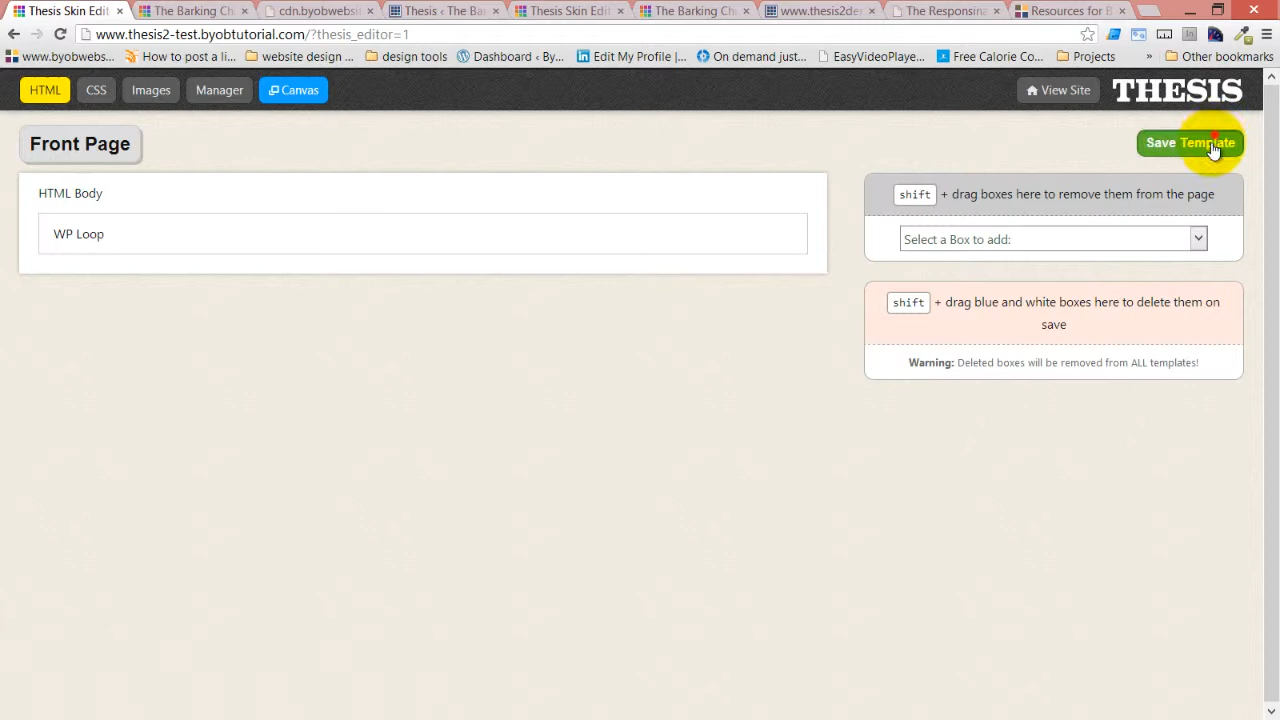 Thesis Skin Edit
The Barking Ch
cdn.byobwebsit
Thesis ‹ The Ba
Thesis Skin Edit
The Barking Ch
www.thesis2de
The Responsina
Resources for B
www.thesis2-test.byobtutorial.com/?thesis_editor=1
www.byobwebs...
How to post a li...
website design ...
design tools
Dashboard ‹ By...
Edit My Profile |...
On demand just...
EasyVideoPlaye...
Free Calorie Co...
Projects
»
Other bookmarks
HTML
CSS
Images
Manager
Canvas
View Site
THESIS
Front Page
Save Template
HTML Body
WP Loop
shift + drag boxes here to remove them from the page
Select a Box to add:
shift + drag blue and white boxes here to delete them on
save
Warning: Deleted boxes will be removed from ALL templates!